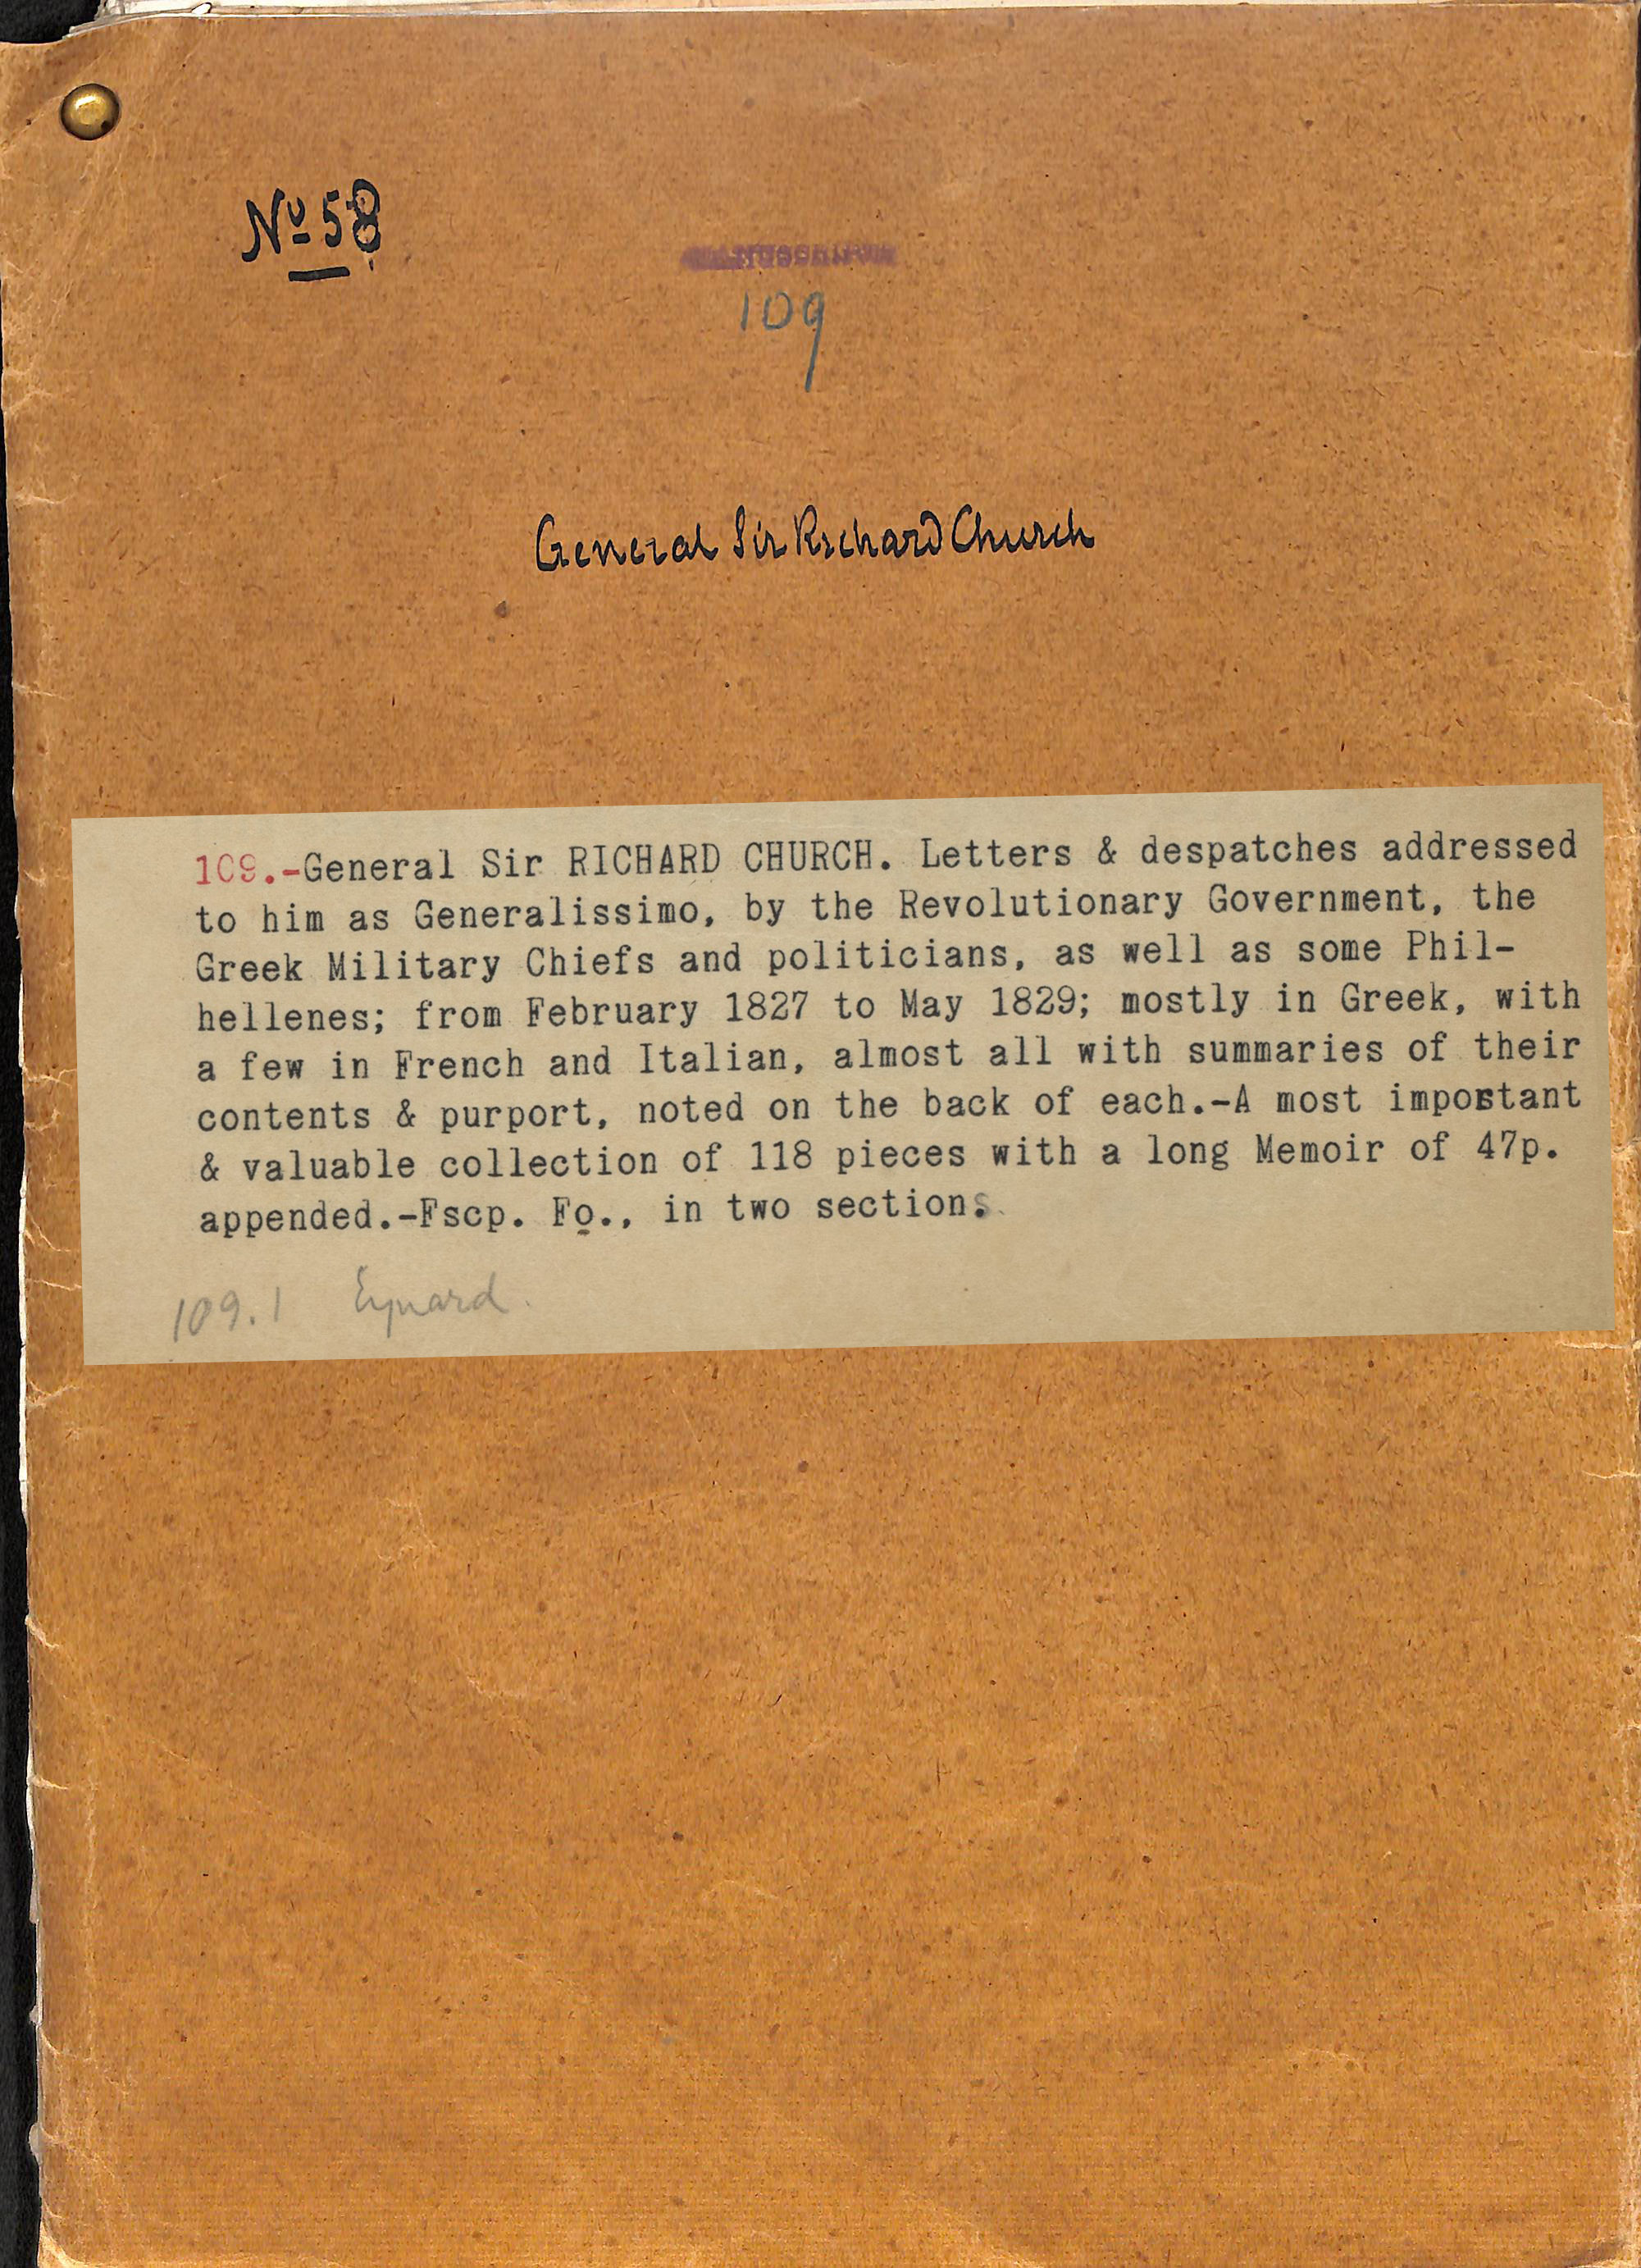 Nº 58
109
General Sir Richard Church
109.-General Sir RICHARD CHURCH. Letters & despatches addressed
to him as Generalissimo, by the Revolutionary Government, the
Greek Military Chiefs and politicians, as well as some Phil-
hellenes; from February 1827 to May 1829; mostly in Greek, with
a few in French and Italian, almost all with summaries of their
contents & purport, noted on the back of each.-A most important
& valuable collection of 118 pieces with a long Memoir of 47p.
appended.-Fscp. Fo., in two sections.
109.1 Eynard.